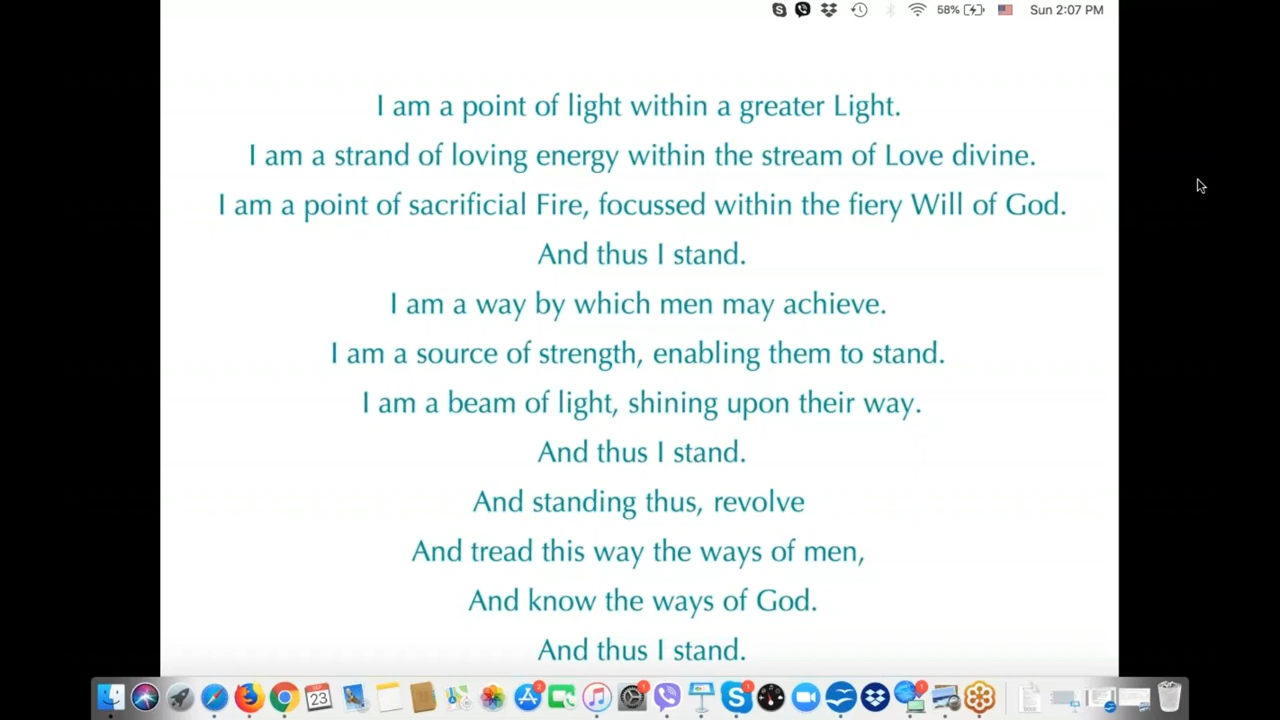 58%
Sun 2:07 PM
I am a point of light within a greater Light.
I am a strand of loving energy within the stream of Love divine.
I am a point of sacrificial Fire, focussed within the fiery Will of God.
And thus I stand.
I am a way by which men may achieve.
I am a source of strength, enabling them to stand.
I am a beam of light, shining upon their way.
And thus I stand.
And standing thus, revolve
And tread this way the ways of men,
And know the ways of God.
And thus I stand.
SEP
23